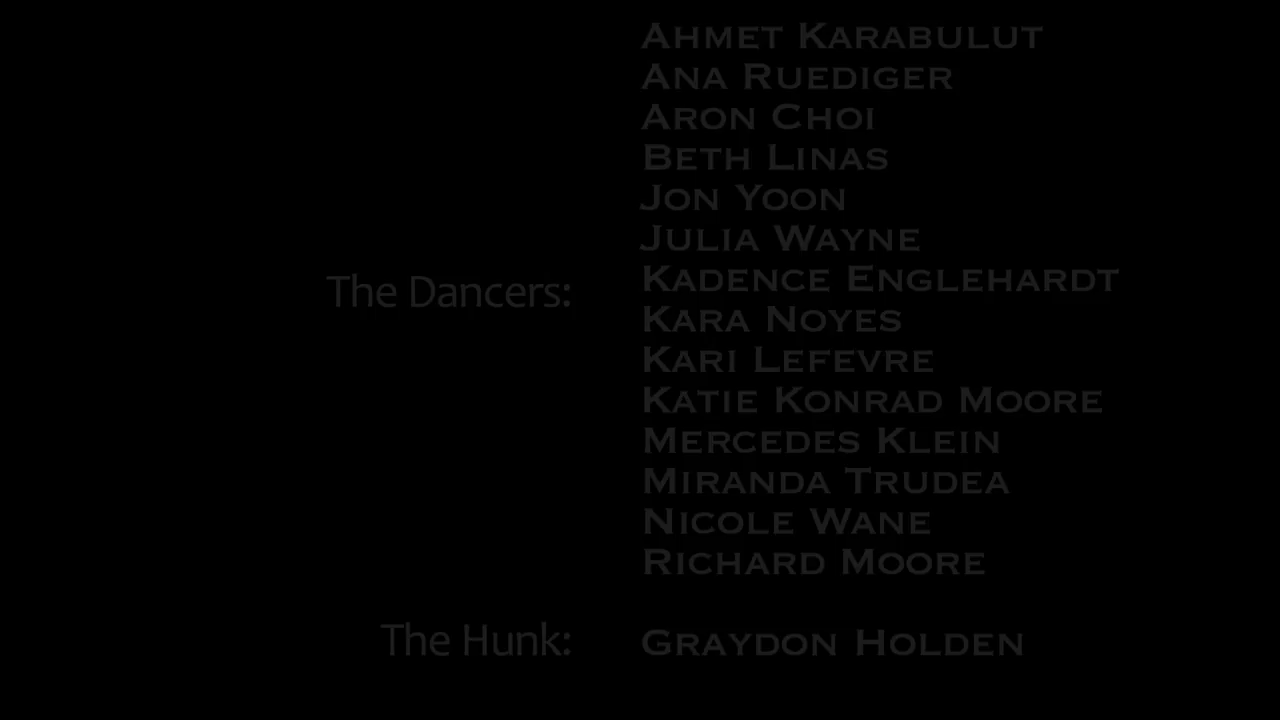 Ahmet Karabulut
Ana Ruediger
Aron Choi
Beth Linas
Jon Yoon
Julia Wayne
The Dancers: Kadence Englehardt
Kara Noyes
Kari Lefevre
Katie Konrad Moore
Mercedes Klein
Miranda Trudea
Nicole Wane
Richard Moore
The Hunk: Graydon Holden